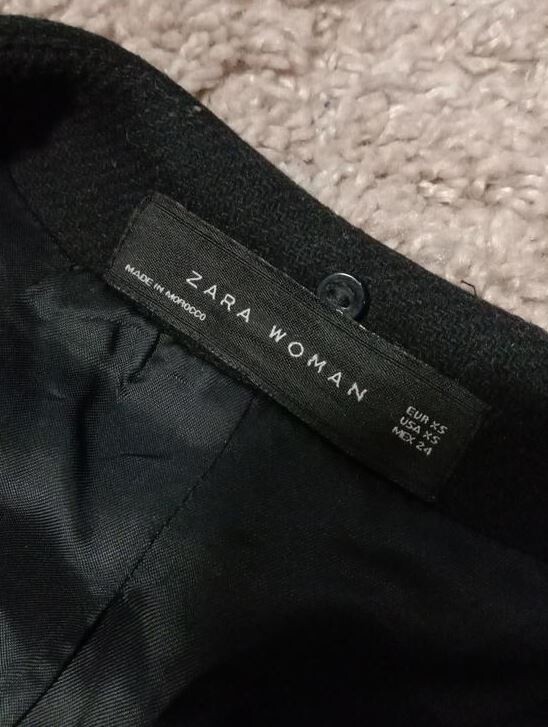 ZARA WOMAN
MADE IN MOROCCO
EUR XS
USA XS
MEX 24